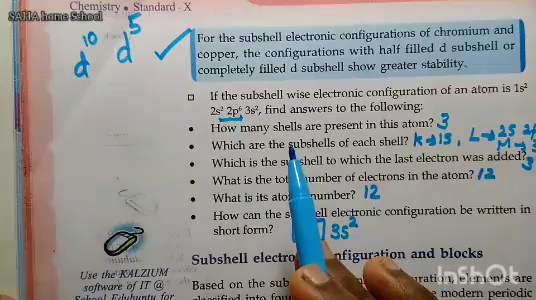 SAHA home School
Chemistry • Standard - X
d¹⁰ d⁵
For the subshell electronic configurations of chromium and
copper, the configurations with half filled d subshell or
completely filled d subshell show greater stability.
If the subshell wise electronic configuration of an atom is 1s²
2s² 2p⁶ 3s², find answers to the following:
• How many shells are present in this atom? 3
• Which are the subshells of each shell? K→1S, L→2S
M→
• Which is the subshell to which the last electron was added? 3
• What is the total number of electrons in the atom? 12
• What is its number? 12
• How can the electronic configuration be written in
short form? 3S²
Subshell electronic configuration and blocks
Use the KALZIUM
software of IT @
School Edubuntu for
Based on the elements are
classified into modern periodic
InShot